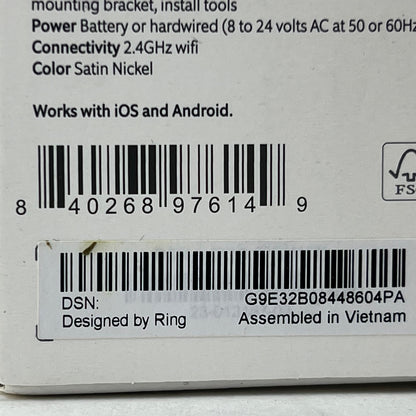 mounting bracket, install tools
Power Battery or hardwired (8 to 24 volts AC at 50 or 60Hz
Connectivity 2.4GHz wifi
Color Satin Nickel
Works with iOS and Android.
FS
8 40268 97614 9
DSN: G9E32B08448604PA
Designed by Ring Assembled in Vietnam